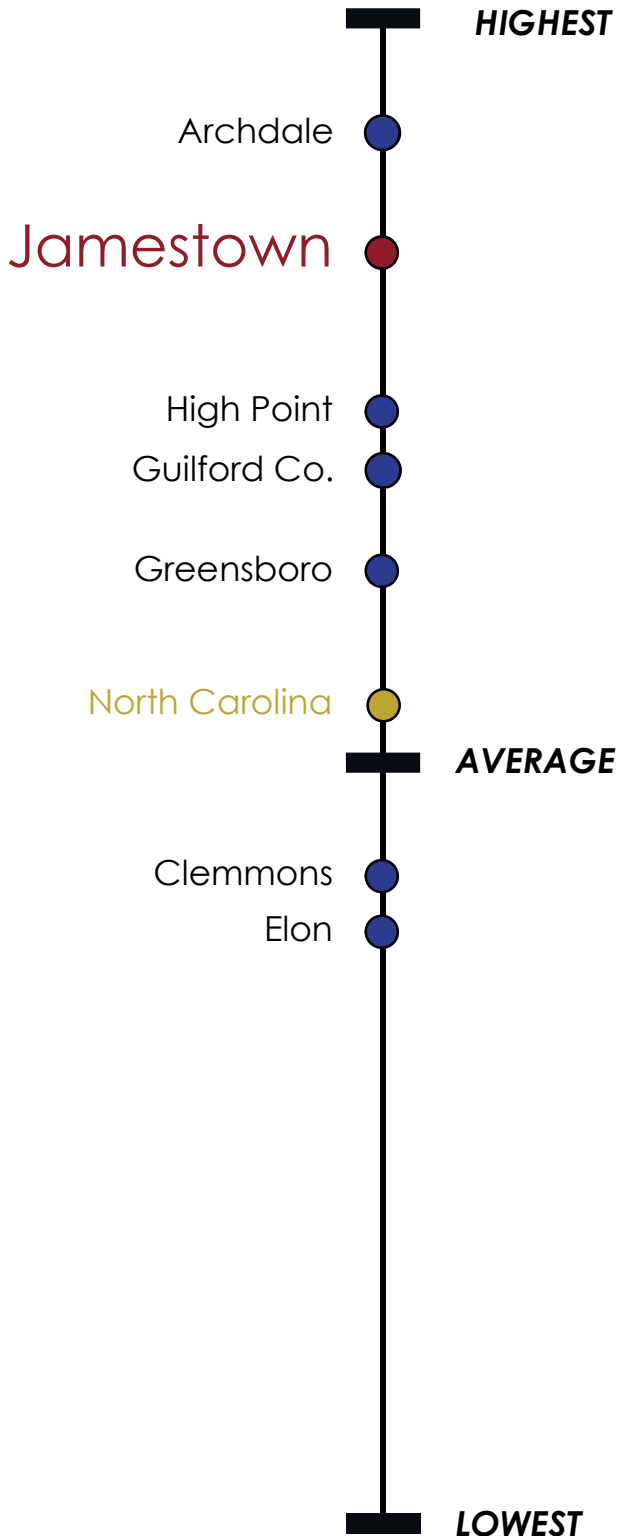 HIGHEST
Archdale
Jamestown
High Point
Guilford Co.
Greensboro
North Carolina
AVERAGE
Clemmons
Elon
LOWEST